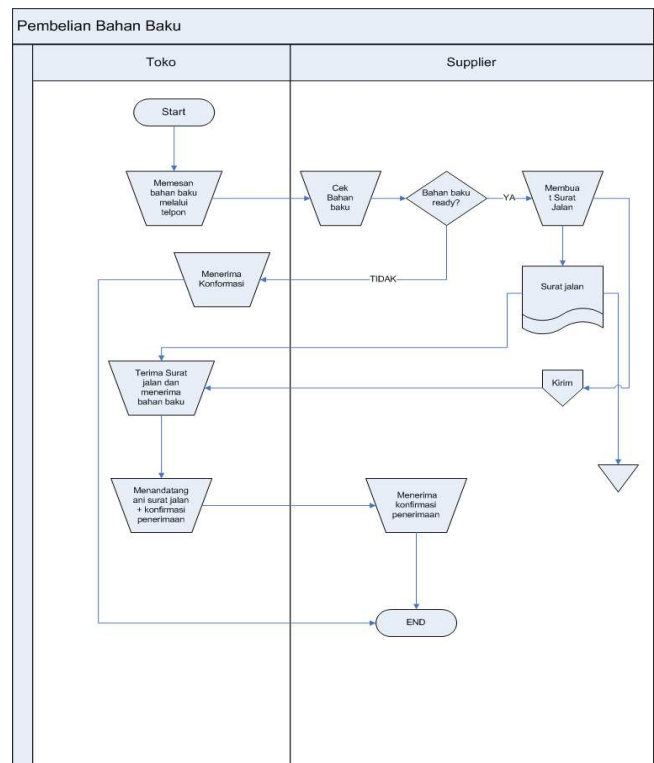 Pembelian Bahan Baku
Toko
Supplier
Start
Memesan
bahan baku
melalui
telpon
Cek
Bahan
baku
Bahan baku
ready?
YA
Membua
t Surat
Jalan
Menerima
Konformasi
TIDAK
Surat jalan
Terima Surat
jalan dan
menerima
bahan baku
Kirim
Menandatang
ani surat jalan
+ konfirmasi
penerimaan
Menerima
konfirmasi
penerimaan
END